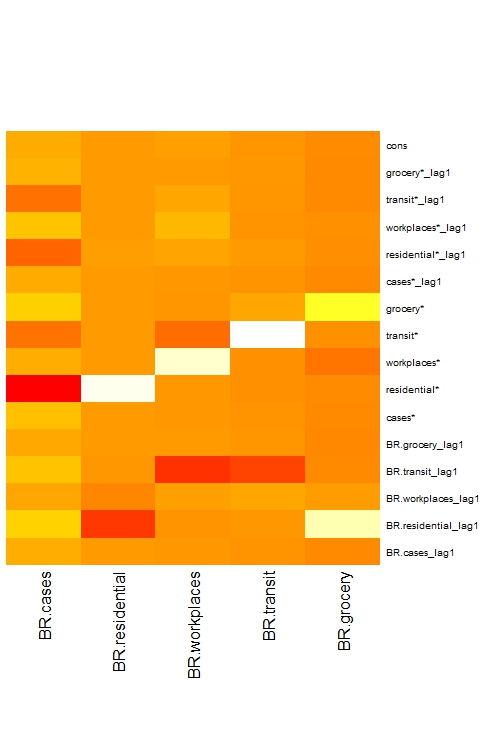 cons
grocery*_lag1
transit*_lag1
workplaces*_lag1
residential*_lag1
cases*_lag1
grocery*
transit*
workplaces*
residential*
cases*
BR.grocery_lag1
BR.transit_lag1
BR.workplaces_lag1
BR.residential_lag1
BR.cases_lag1
BR.cases
BR.residential
BR.workplaces
BR.transit
BR.grocery